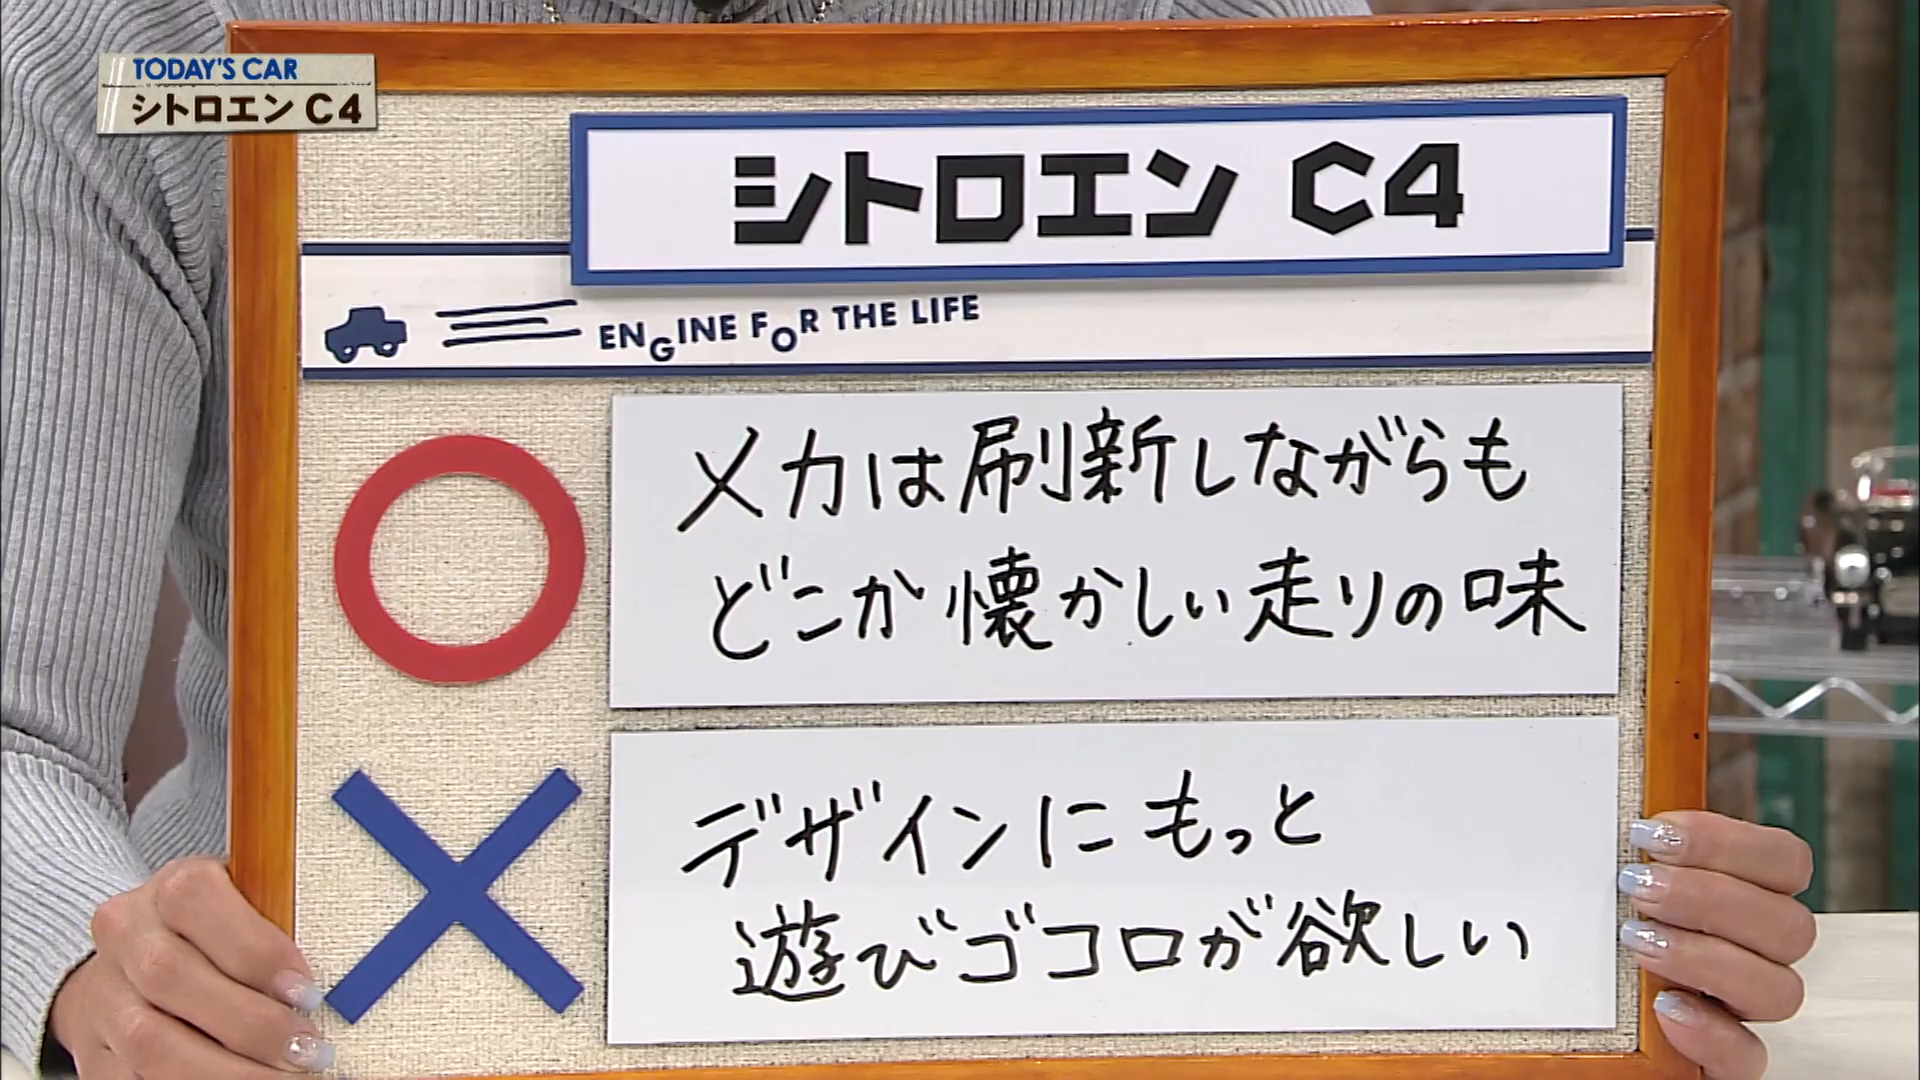 TODAY'S CAR
シトロエン C4
シトロエン C4
ENGINE FOR THE LIFE
メカは刷新しながらも
どこか懐かしい走りの味
デザインにもっと
遊びゴコロが欲しい